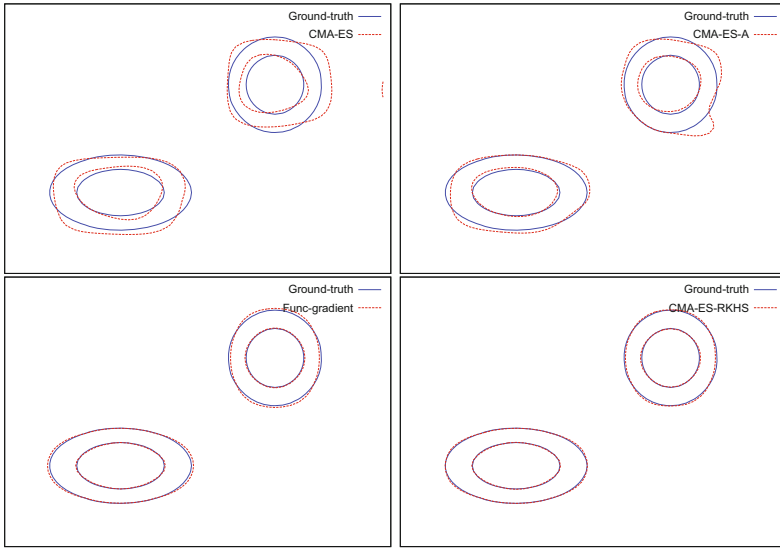 Ground-truth
CMA-ES
Ground-truth
CMA-ES-A
Ground-truth
Func-gradient
Ground-truth
CMA-ES-RKHS